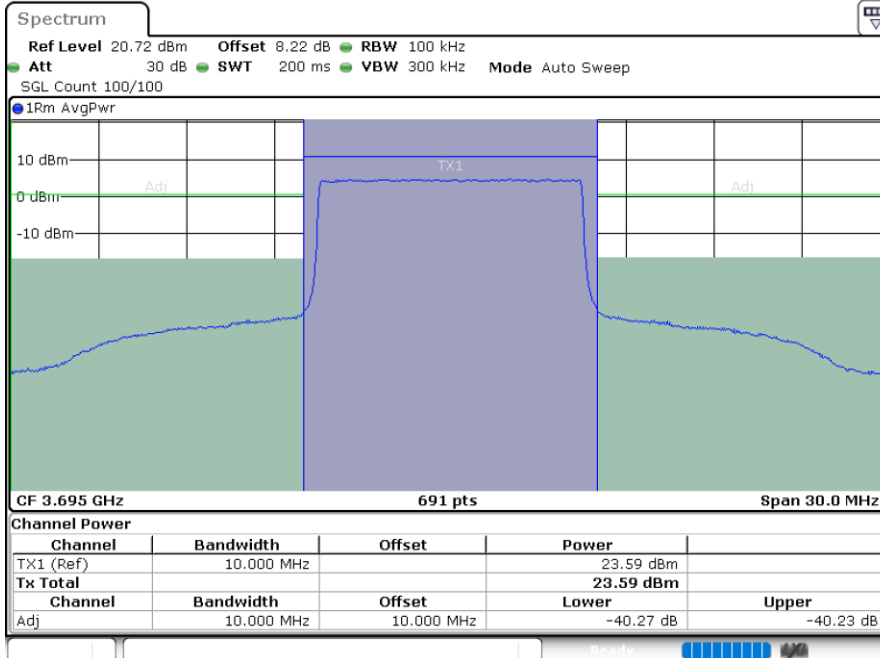 Spectrum
Ref Level 20.72 dBm Offset 8.22 dB RBW 100 kHz
Att 30 dB SWT 200 ms VBW 300 kHz Mode Auto Sweep
SGL Count 100/100
1Rm AvgPwr
10 dBm
TX1
Adj Adj
0 dBm
-10 dBm
CF 3.695 GHz 691 pts Span 30.0 MHz
Channel Power
Channel Bandwidth Offset Power
TX1 (Ref) 10.000 MHz 23.59 dBm
Tx Total 23.59 dBm
Channel Bandwidth Offset Lower Upper
Adj 10.000 MHz 10.000 MHz -40.27 dB -40.23 dB
Ready